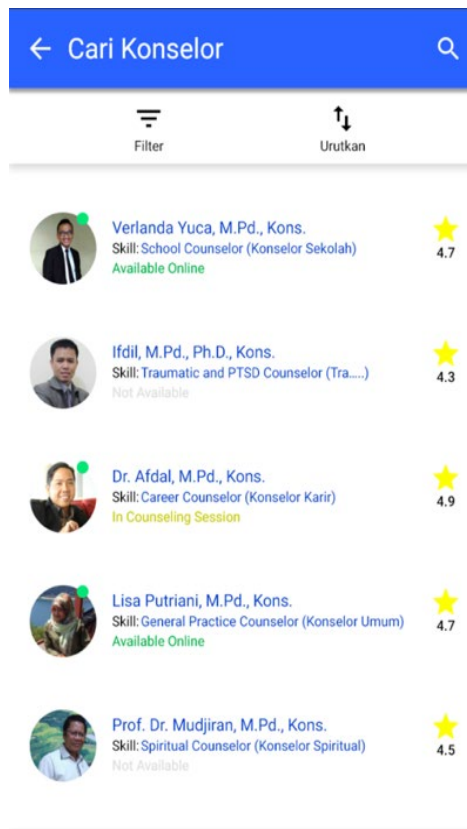 Cari Konselor
Filter
Urutkan
Verlanda Yuca, M.Pd., Kons.
Skill: School Counselor (Konselor Sekolah)
Available Online
4.7
Ifdil, M.Pd., Ph.D., Kons.
Skill: Traumatic and PTSD Counselor (Tra.....)
Not Available
4.3
Dr. Afdal, M.Pd., Kons.
Skill: Career Counselor (Konselor Karir)
In Counseling Session
4.9
Lisa Putriani, M.Pd., Kons.
Skill: General Practice Counselor (Konselor Umum)
Available Online
4.7
Prof. Dr. Mudjiran, M.Pd., Kons.
Skill: Spiritual Counselor (Konselor Spiritual)
Not Available
4.5